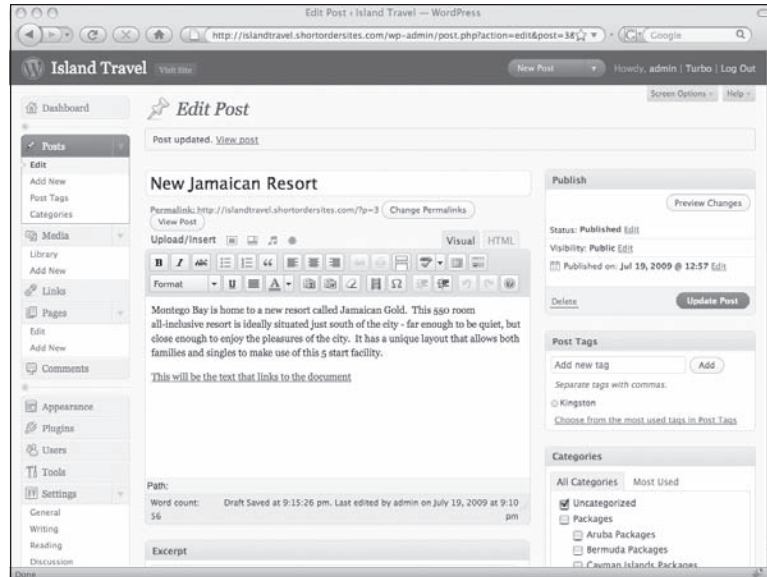 Edit Post ‹ Island Travel — WordPress
http://islandtravel.shortordersites.com/wp-admin/post.php?action=edit&post=3&
Google
Island Travel
Visit Site
New Post
Howdy, admin | Turbo | Log Out
Screen Options
Help
Dashboard
Posts
Edit
Add New
Post Tags
Categories
Media
Library
Add New
Links
Pages
Edit
Add New
Comments
Appearance
Plugins
Users
Tools
Settings
General
Writing
Reading
Discussion
Edit Post
Post updated. View post
New Jamaican Resort
Permalink: http://islandtravel.shortordersites.com/?p=3 Change Permalinks
View Post
Upload/Insert
Visual HTML
B I ABC
Format U A Ω
Montego Bay is home to a new resort called Jamaican Gold. This 550 room
all-inclusive resort is ideally situated just south of the city - far enough to be quiet, but
close enough to enjoy the pleasures of the city. It has a unique layout that allows both
families and singles to make use of this 5 start facility.
This will be the text that links to the document
Path:
Word count: 56
Draft Saved at 9:15:26 pm. Last edited by admin on July 19, 2009 at 9:10 pm
Excerpt
Publish
Preview Changes
Status: Published Edit
Visibility: Public Edit
Published on: Jul 19, 2009 @ 12:57 Edit
Delete
Update Post
Post Tags
Add new tag
Add
Separate tags with commas.
Kingston
Choose from the most used tags in Post Tags
Categories
All Categories Most Used
Uncategorized
Packages
Aruba Packages
Bermuda Packages
Cayman Islands Packages
Done